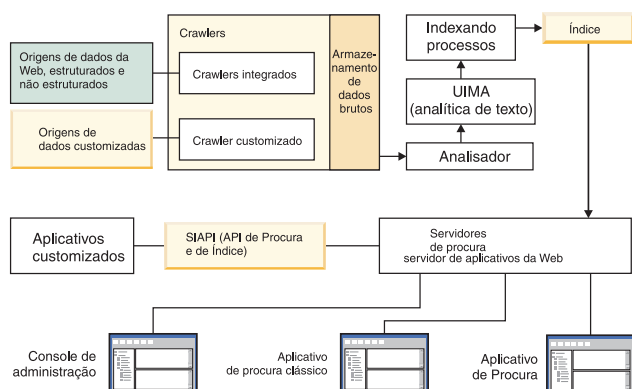 Crawlers
Origens de dados da
Web, estruturados e
não estruturados
Crawlers integrados
Origens de
dados customizadas
Crawler customizado
Armaze-
namento
de
dados
brutos
Indexando
processos
Índice
UIMA
(analítica de texto)
Analisador
Aplicativos
customizados
SIAPI (API de Procura
e de Índice)
Servidores
de procura
servidor de aplicativos da Web
Console de
administração
Aplicativo
de procura clássico
Aplicativo
de Procura